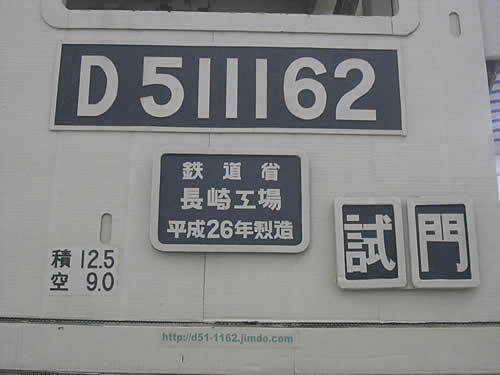 D511162
鉄道省
長崎工場
平成26年製造
試門
積 12.5
空 9.0
http://d51-1162.jimdo.com